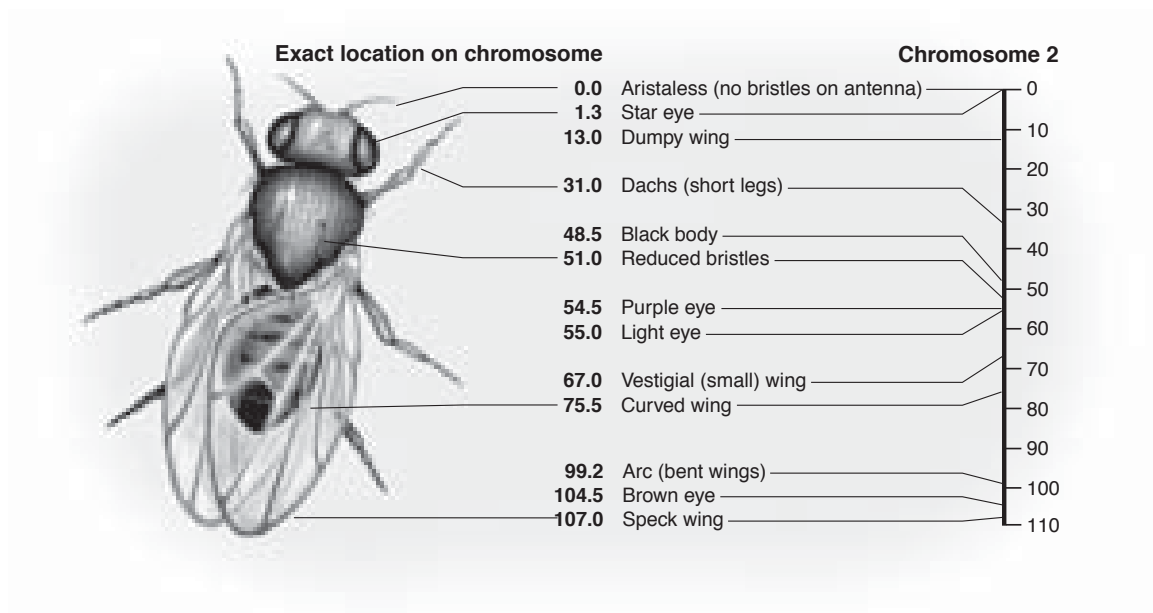 Exact location on chromosome
Chromosome 2
0.0 Aristaless (no bristles on antenna)
1.3 Star eye
13.0 Dumpy wing
31.0 Dachs (short legs)
48.5 Black body
51.0 Reduced bristles
54.5 Purple eye
55.0 Light eye
67.0 Vestigial (small) wing
75.5 Curved wing
99.2 Arc (bent wings)
104.5 Brown eye
107.0 Speck wing
0
10
20
30
40
50
60
70
80
90
100
110